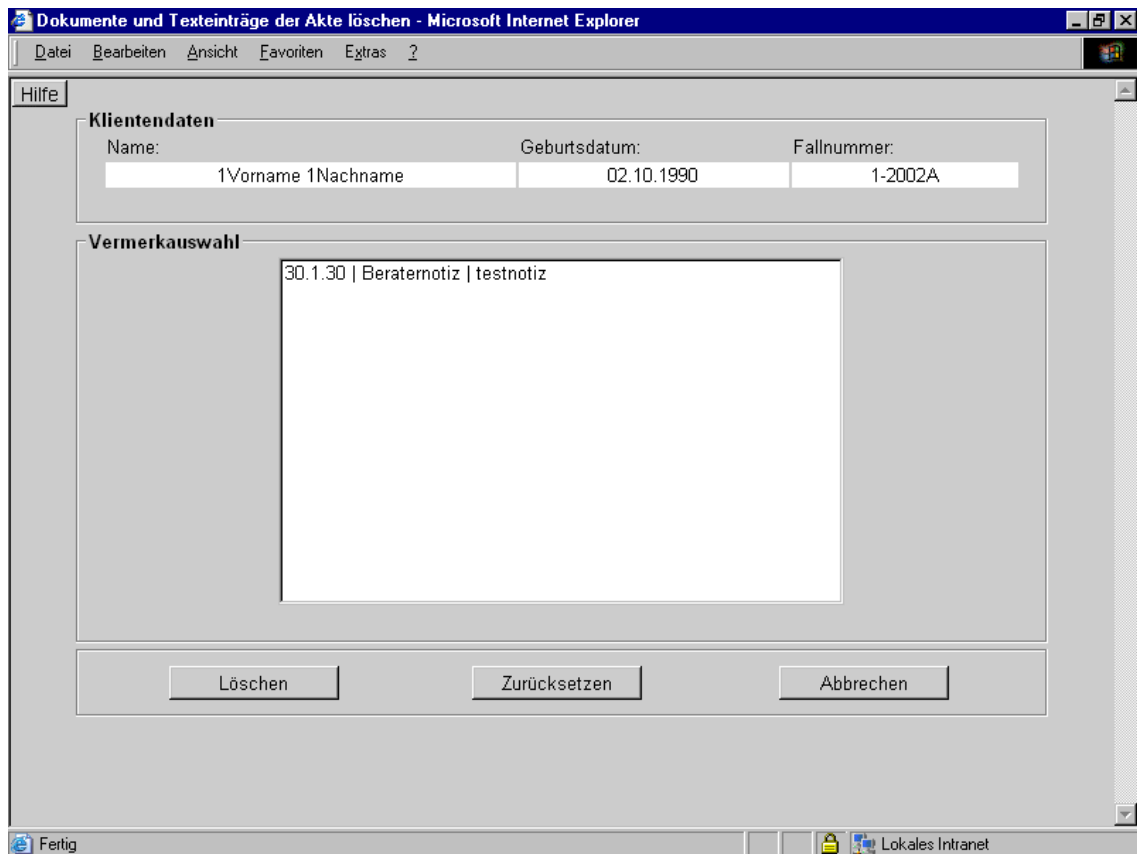 Dokumente und Texteinträge der Akte löschen - Microsoft Internet Explorer
Datei Bearbeiten Ansicht Favoriten Extras ?
Hilfe
Klientendaten
Name: Geburtsdatum: Fallnummer:
1Vorname 1Nachname 02.10.1990 1-2002A
Vermerkauswahl
30.1.30 | Beraternotiz | testnotiz
Löschen Zurücksetzen Abbrechen
Fertig Lokales Intranet